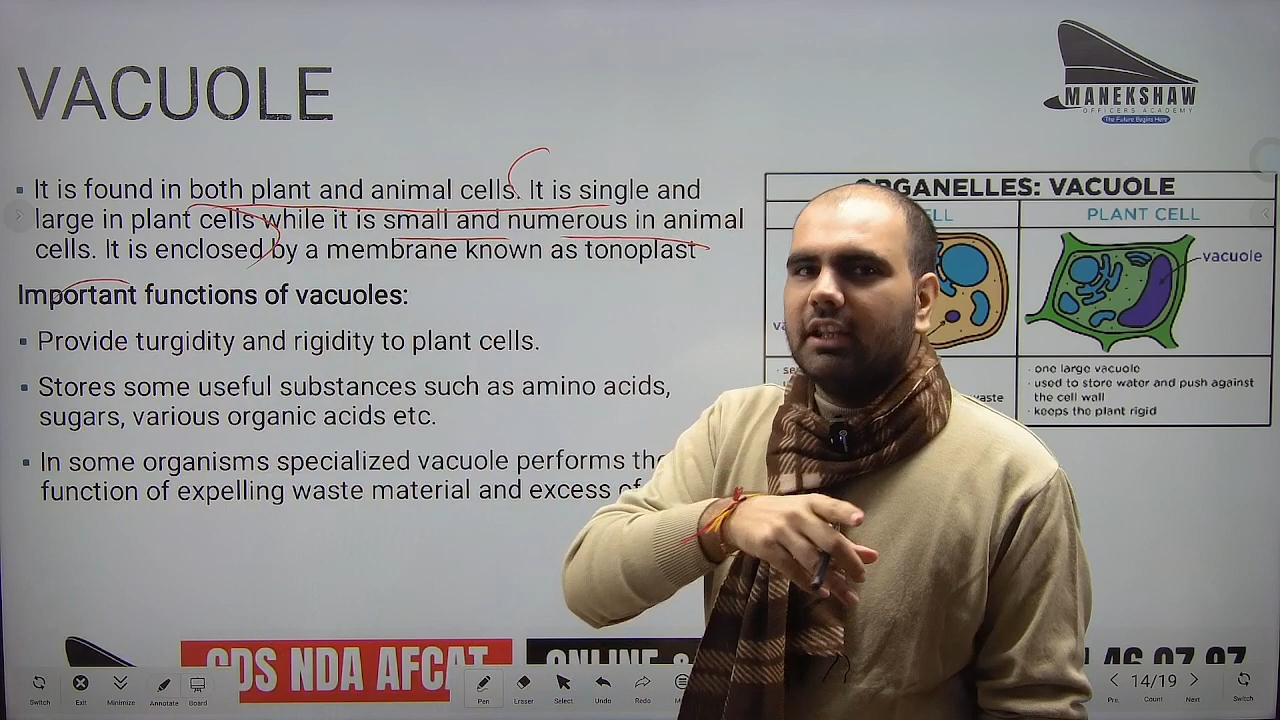 VACUOLE
MANEKSHAW
OFFICERS ACADEMY
The Future Begins Here
▪ It is found in both plant and animal cells. It is single and
large in plant cells while it is small and numerous in animal
cells. It is enclosed by a membrane known as tonoplast
Important functions of vacuoles:
▪ Provide turgidity and rigidity to plant cells.
▪ Stores some useful substances such as amino acids,
sugars, various organic acids etc.
▪ In some organisms specialized vacuole performs the
function of expelling waste material and excess of
ORGANELLES: VACUOLE
PLANT CELL
vacuole
waste
· one large vacuole
· used to store water and push against
the cell wall
· keeps the plant rigid
CDS NDA AFCAT
ONLINE &
46 07 97
Switch
Exit
Minimize
Annotate
Board
Pen
Eraser
Select
Undo
Redo
14/19
Pre.
Count
Next
Switch